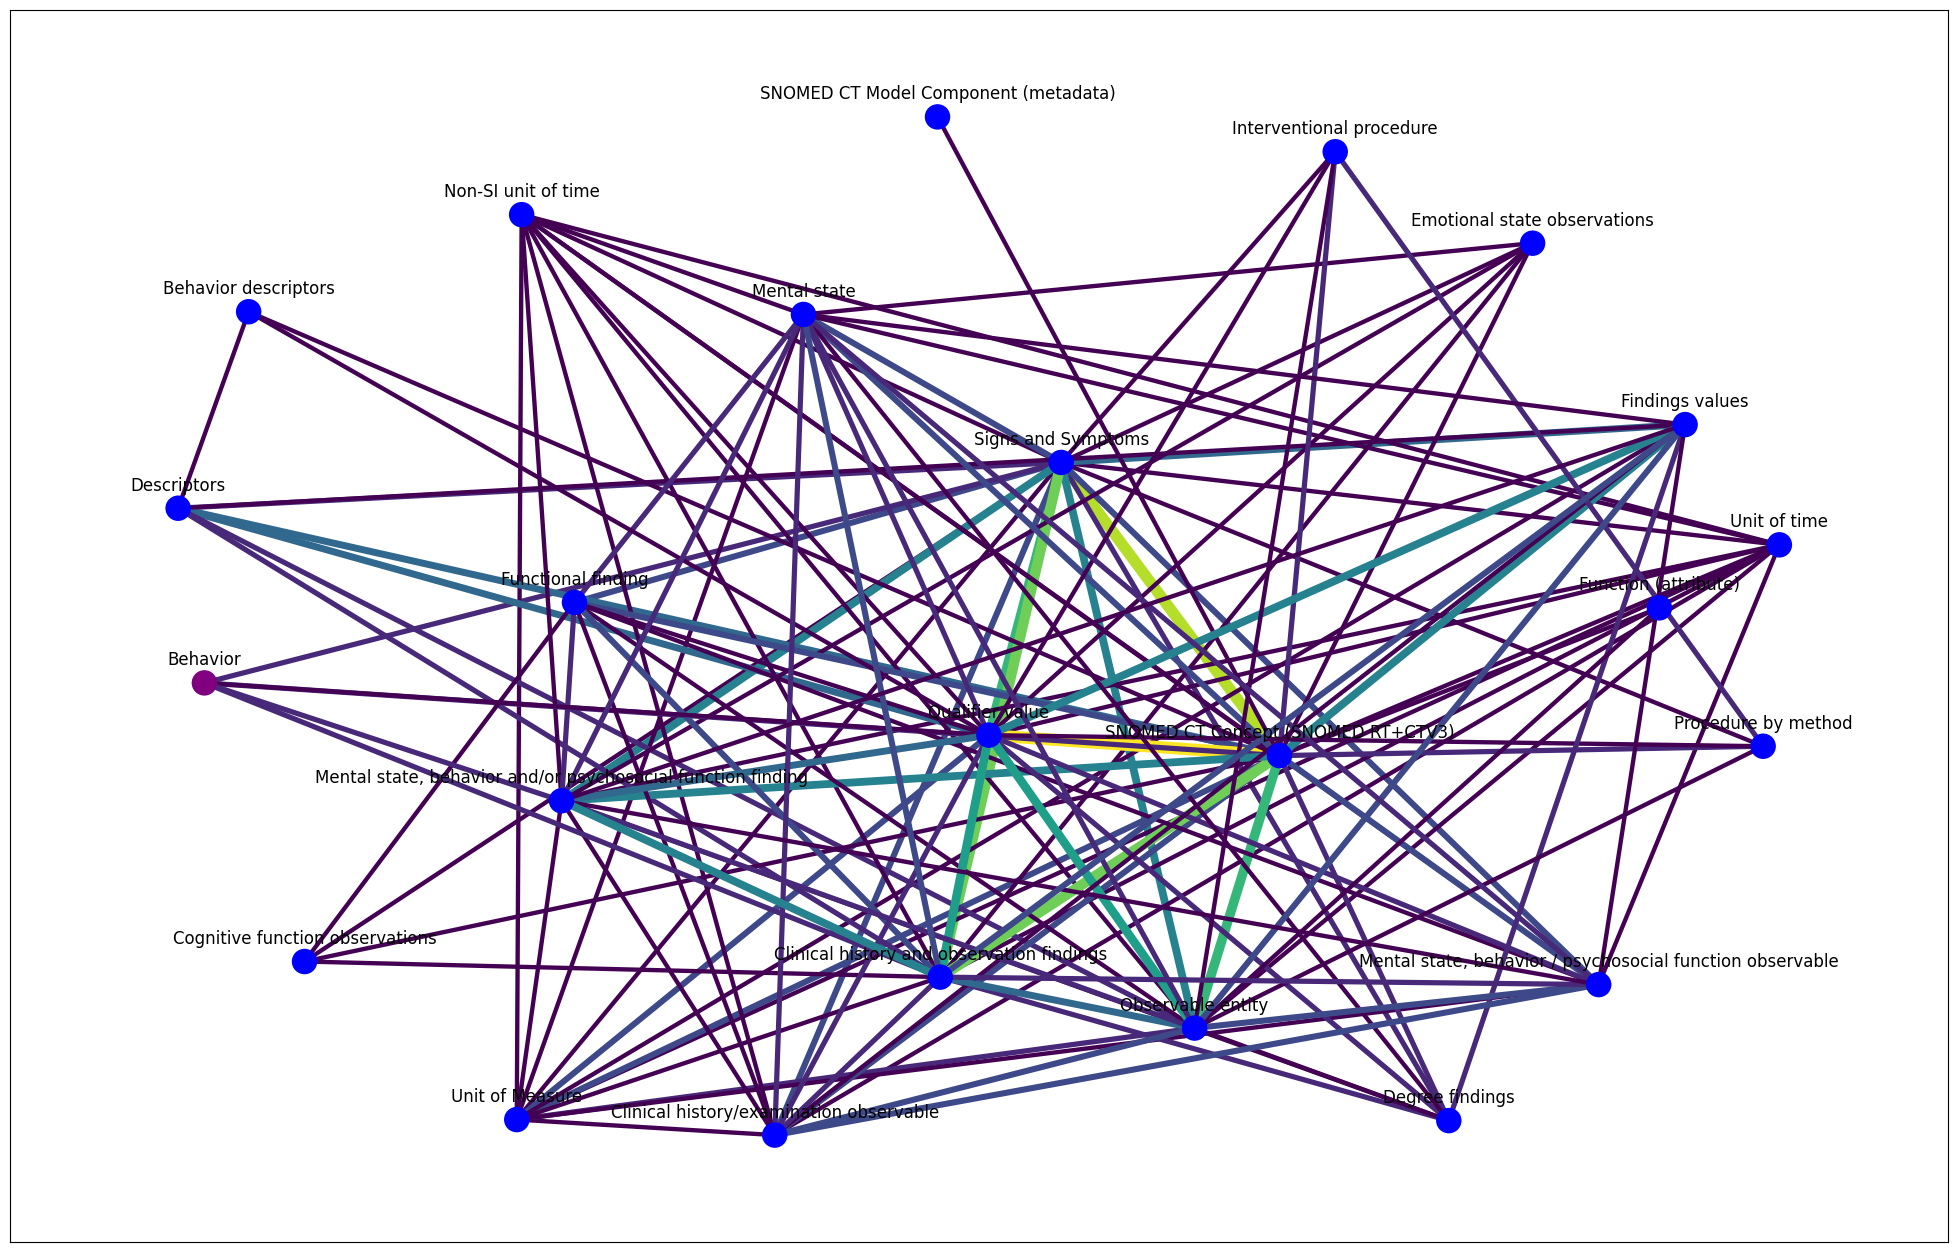 SNOMED CT Model Component (metadata)
Interventional procedure
Non-SI unit of time
Emotional state observations
Behavior descriptors
Mental state
Findings values
Signs and Symptoms
Descriptors
Unit of time
Functional finding
Function (attribute)
Behavior
Qualifier value
Procedure by method
SNOMED CT Concept (SNOMED RT+CTV3)
Mental state, behavior and/or psychosocial function finding
Cognitive function observations
Clinical history and observation findings
Mental state, behavior / psychosocial function observable
Observable entity
Unit of Measure
Degree findings
Clinical history/examination observable